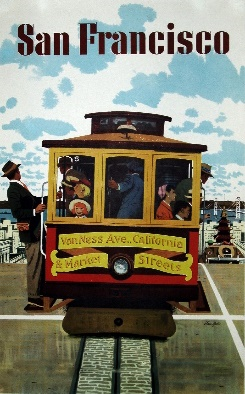 San Francisco
Van Ness Ave., California
& Market Streets